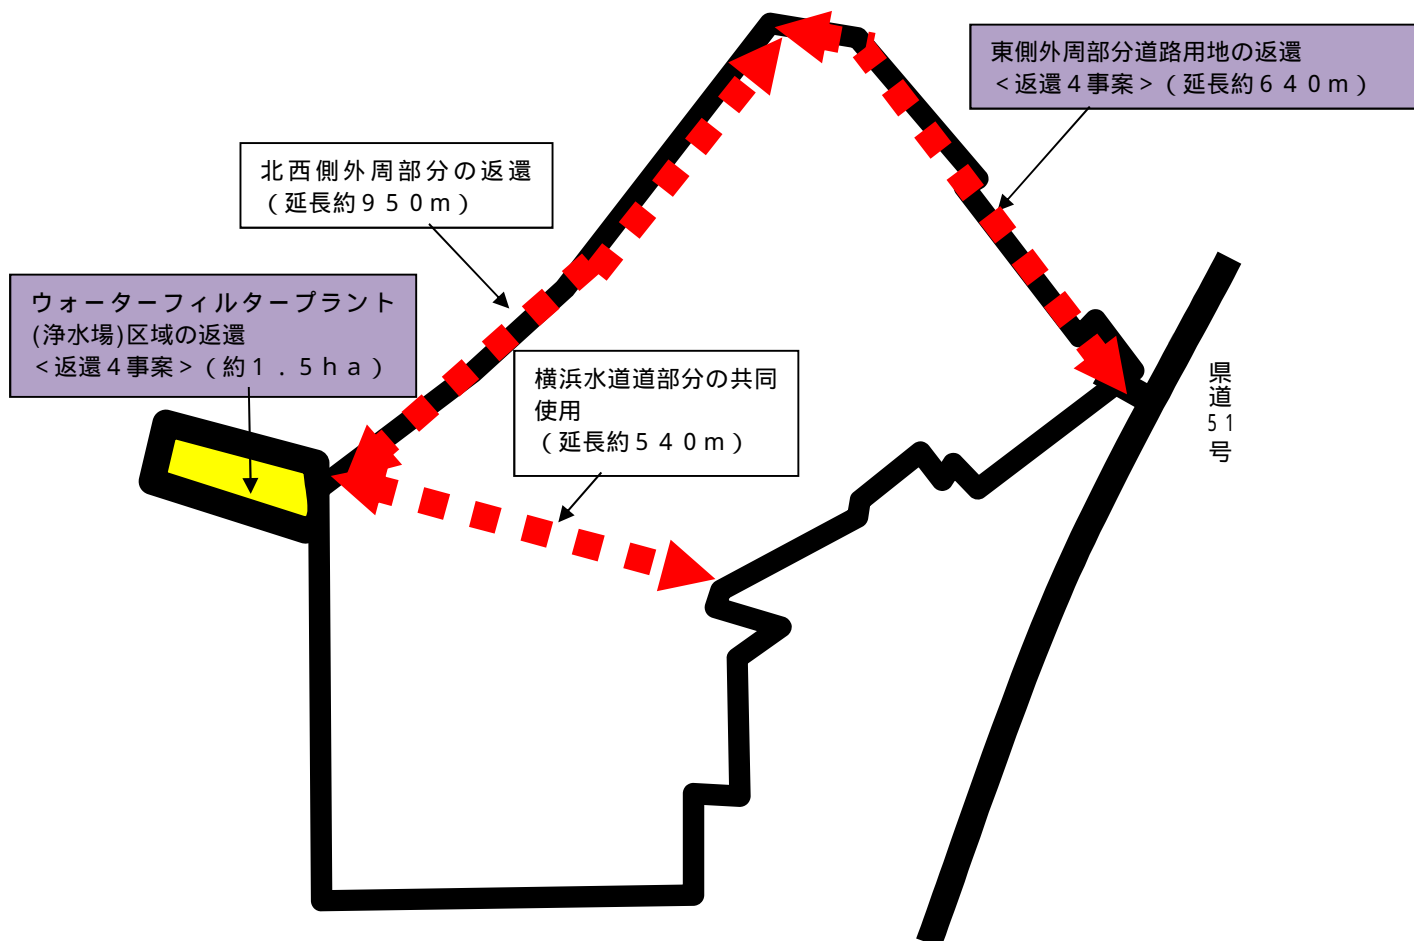 東側外周部分道路用地の返還
＜返還４事案＞（延長約６４０ｍ）
北西側外周部分の返還
（延長約９５０ｍ）
ウォーターフィルタープラント
(浄水場)区域の返還
＜返還４事案＞（約１．５ｈａ）
横浜水道道部分の共同
使用
（延長約５４０ｍ）
県道51号